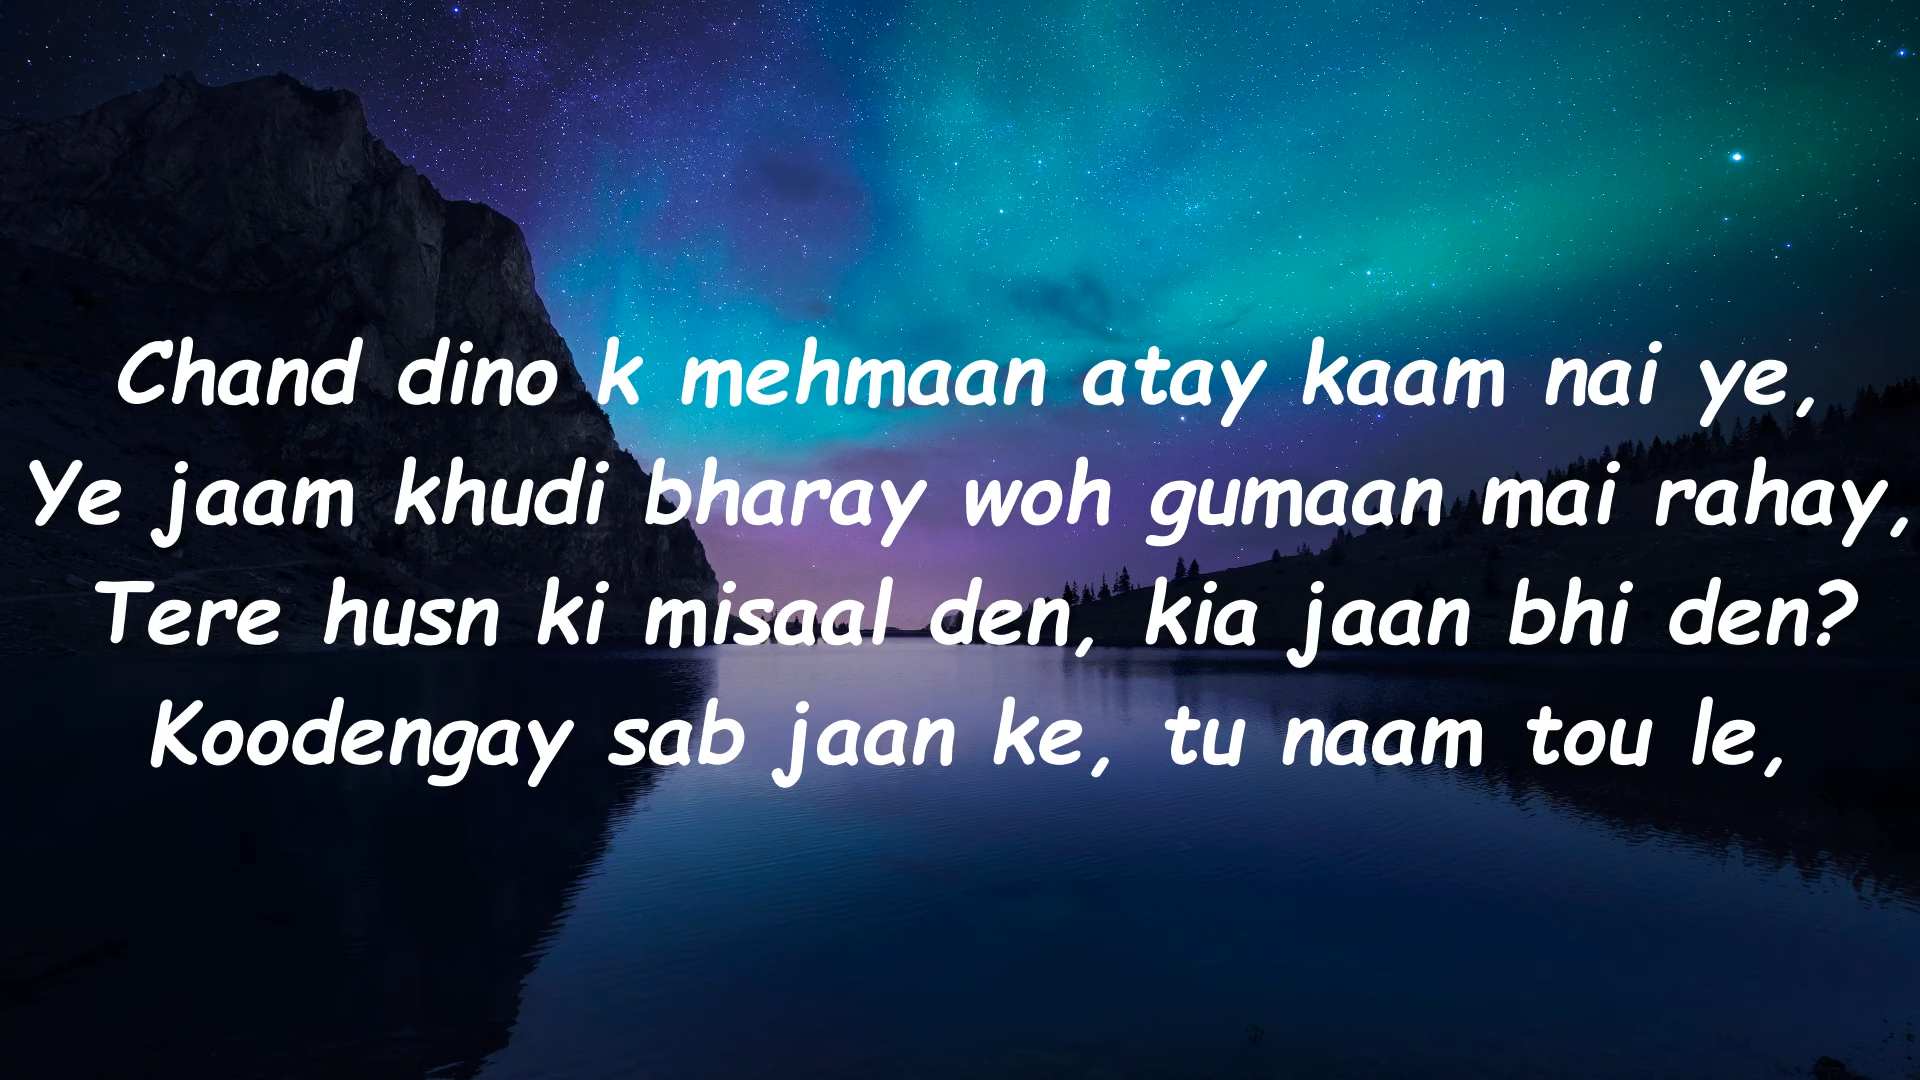 Chand dino k mehmaan atay kaam nai ye,
Ye jaam khudi bharay woh gumaan mai rahay,
Tere husn ki misaal den, kia jaan bhi den?
Koodengay sab jaan ke, tu naam tou le,